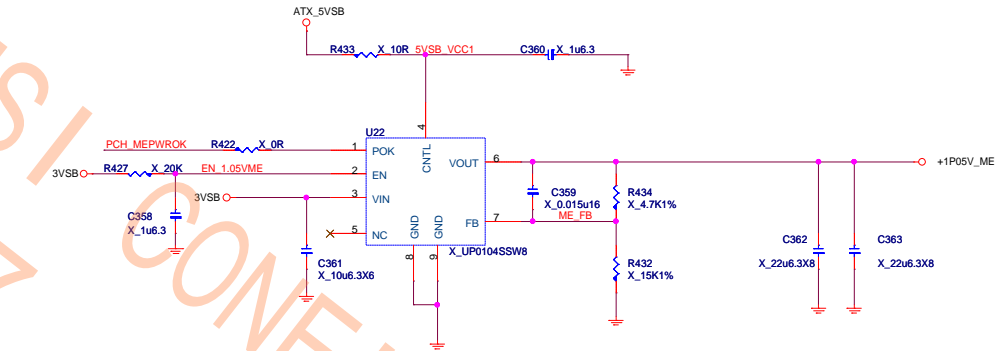 ATX_5VSB
R433 X_10R 5VSB_VCC1 C360 X_1u6.3
4
U22
PCH_MEPWROK R422 X_0R 1 POK CNTL VOUT 6 +1P05V_ME
3VSB R427 X_20K EN_1.05VME 2 EN
3VSB 3 VIN
C359
X_0.015u16
R434
X_4.7K1%
C358
X_1u6.3
5 NC GND GND FB 7 ME_FB
X_UP0104SSW8
8 9
C361
X_10u6.3X6
R432
X_15K1%
C362
X_22u6.3X8
C363
X_22u6.3X8
SI CONF